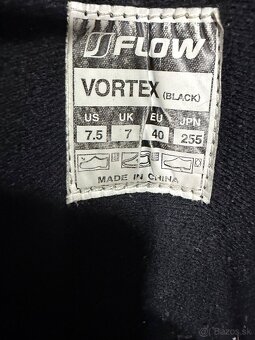 FLOW
VORTEX (BLACK)
US UK EU JPN
7.5 7 40 255
MADE IN CHINA
Bazos.sk